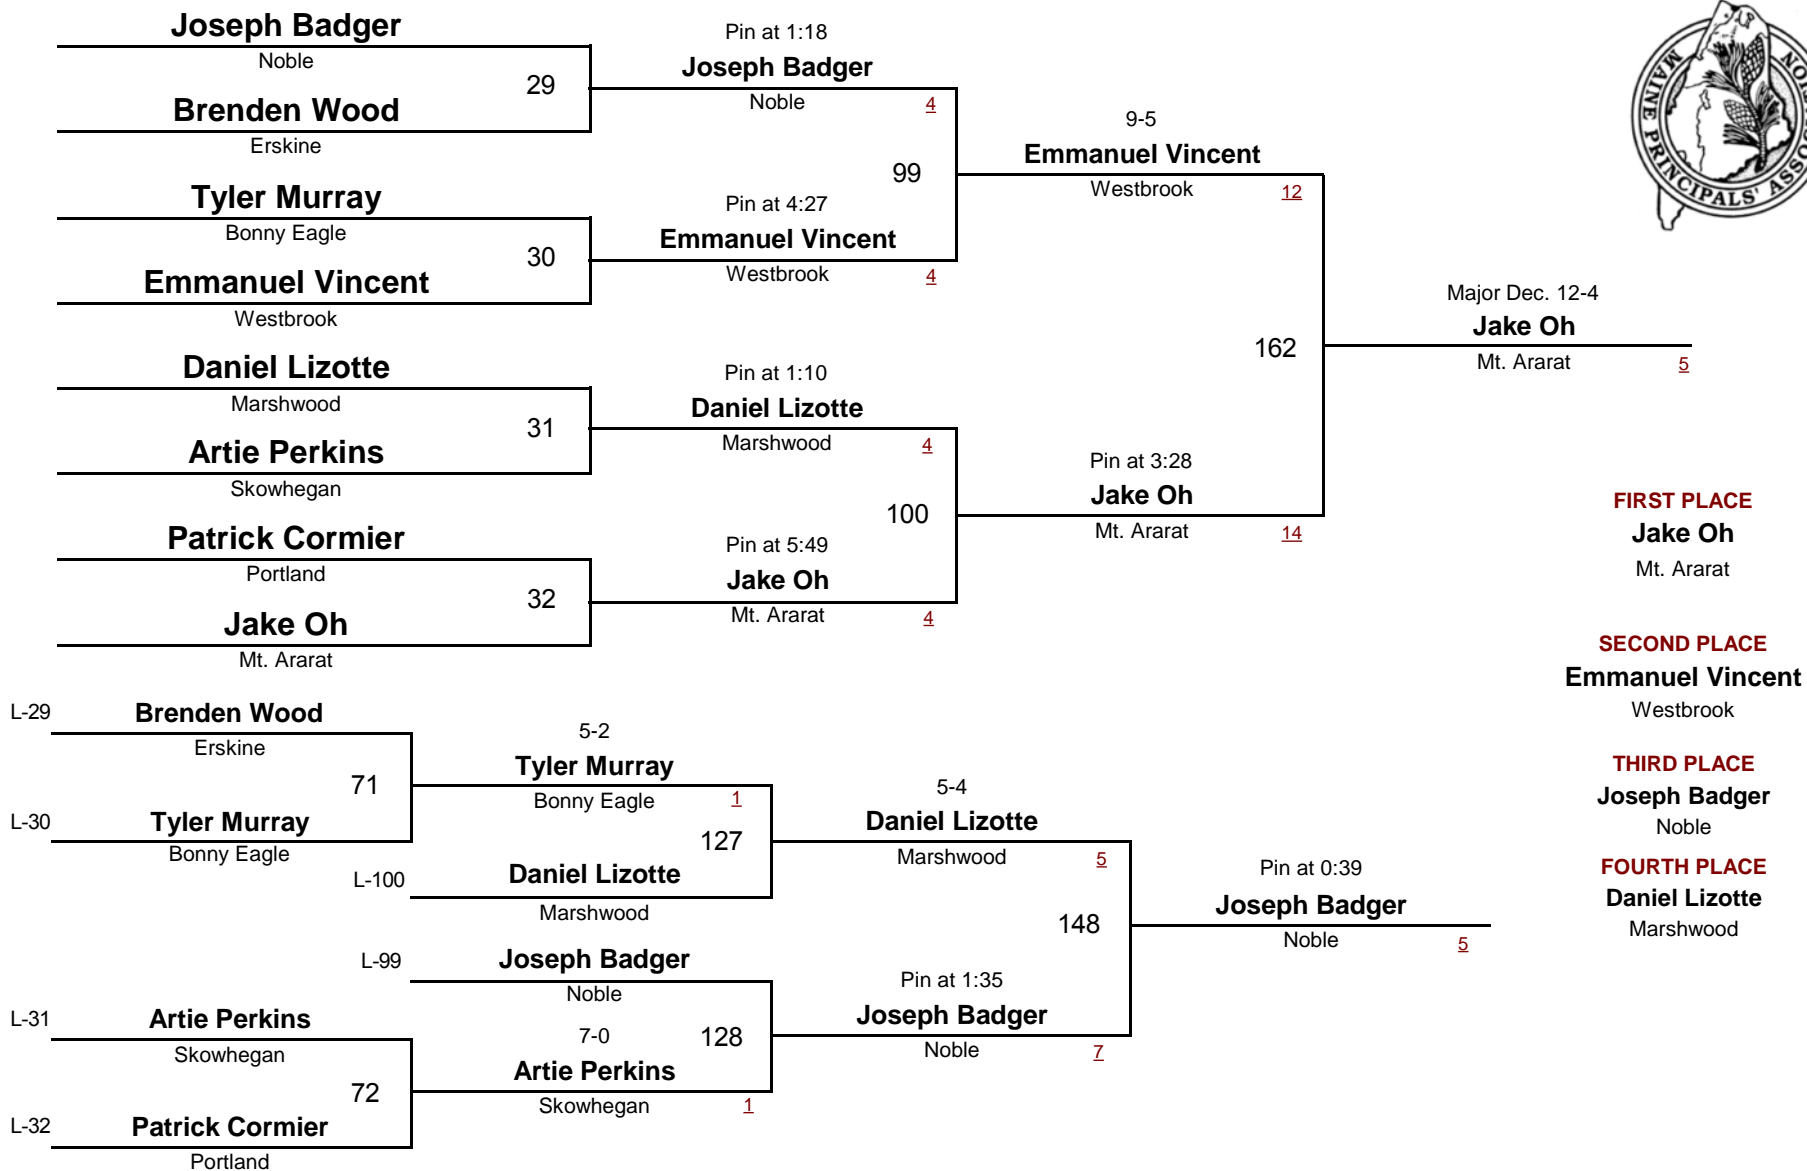 Joseph Badger
Noble
29
Brenden Wood
Erskine
Tyler Murray
Bonny Eagle
30
Emmanuel Vincent
Westbrook
Daniel Lizotte
Marshwood
31
Artie Perkins
Skowhegan
Patrick Cormier
Portland
32
Jake Oh
Mt. Ararat
Pin at 1:18
Joseph Badger
Noble 4
99
Pin at 4:27
Emmanuel Vincent
Westbrook 4
Pin at 1:10
Daniel Lizotte
Marshwood 4
100
Pin at 5:49
Jake Oh
Mt. Ararat 4
9-5
Emmanuel Vincent
Westbrook 12
162
Pin at 3:28
Jake Oh
Mt. Ararat 14
Major Dec. 12-4
Jake Oh
Mt. Ararat 5
MAINE PRINCIPALS'
FIRST PLACE
Jake Oh
Mt. Ararat
SECOND PLACE
Emmanuel Vincent
Westbrook
THIRD PLACE
Joseph Badger
Noble
FOURTH PLACE
Daniel Lizotte
Marshwood
L-29 Brenden Wood
Erskine
71
L-30 Tyler Murray
Bonny Eagle
5-2
Tyler Murray
Bonny Eagle 1
127
L-100 Daniel Lizotte
Marshwood
L-99 Joseph Badger
Noble
128
7-0
Artie Perkins
Skowhegan 1
L-31 Artie Perkins
Skowhegan
72
L-32 Patrick Cormier
Portland
5-4
Daniel Lizotte
Marshwood 5
148
Pin at 1:35
Joseph Badger
Noble 7
Pin at 0:39
Joseph Badger
Noble 5